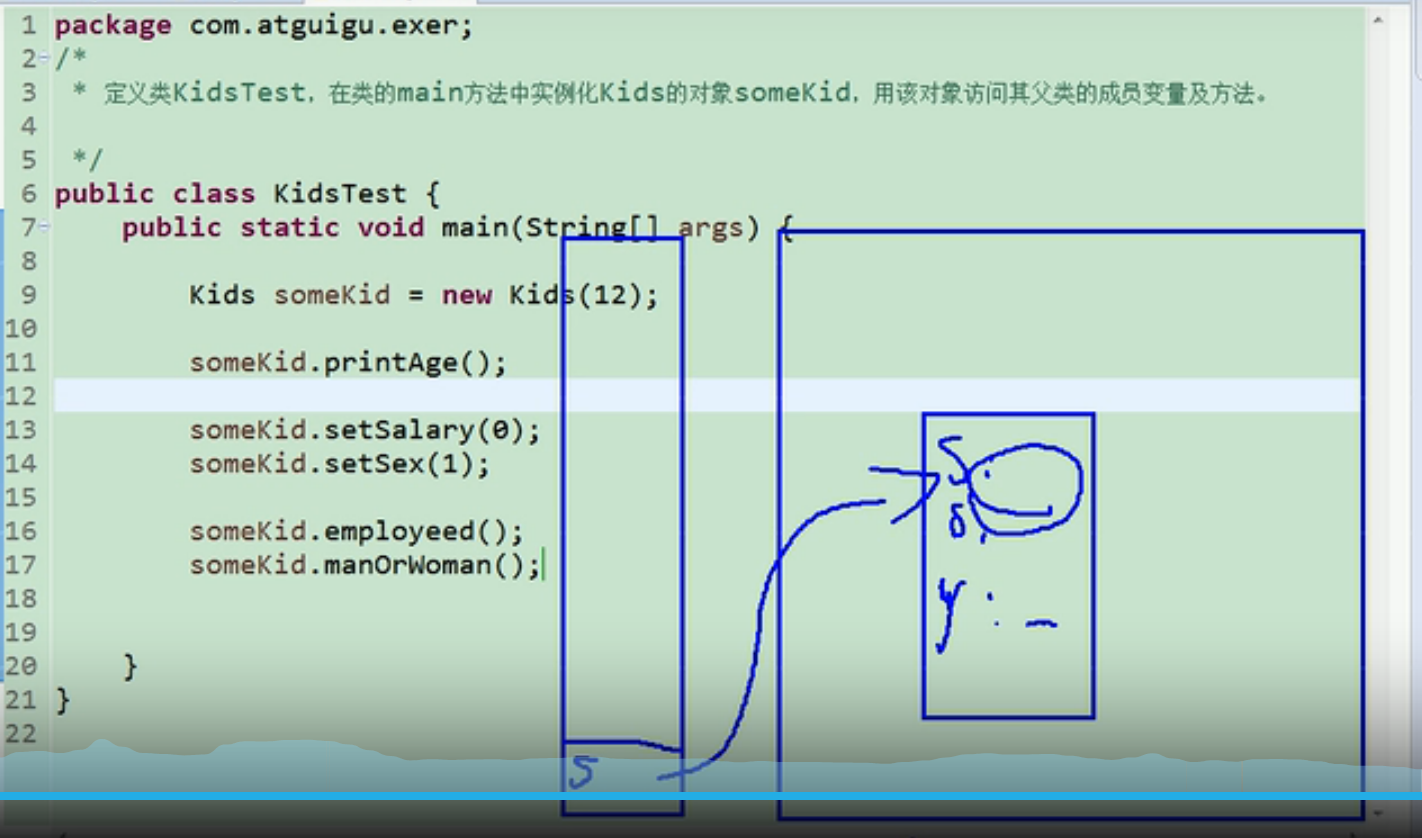 1 package com.atguigu.exer;
2 /*
3 * 定义类KidsTest，在类的main方法中实例化Kids的对象someKid，用该对象访问其父类的成员变量及方法。
4
5 */
6 public class KidsTest {
7 public static void main(String[] args) {
8
9 Kids someKid = new Kids(12);
10
11 someKid.printAge();
12
13 someKid.setSalary(0);
14 someKid.setSex(1);
15
16 someKid.employeed();
17 someKid.manOrWoman();
18
19
20 }
21 }
22